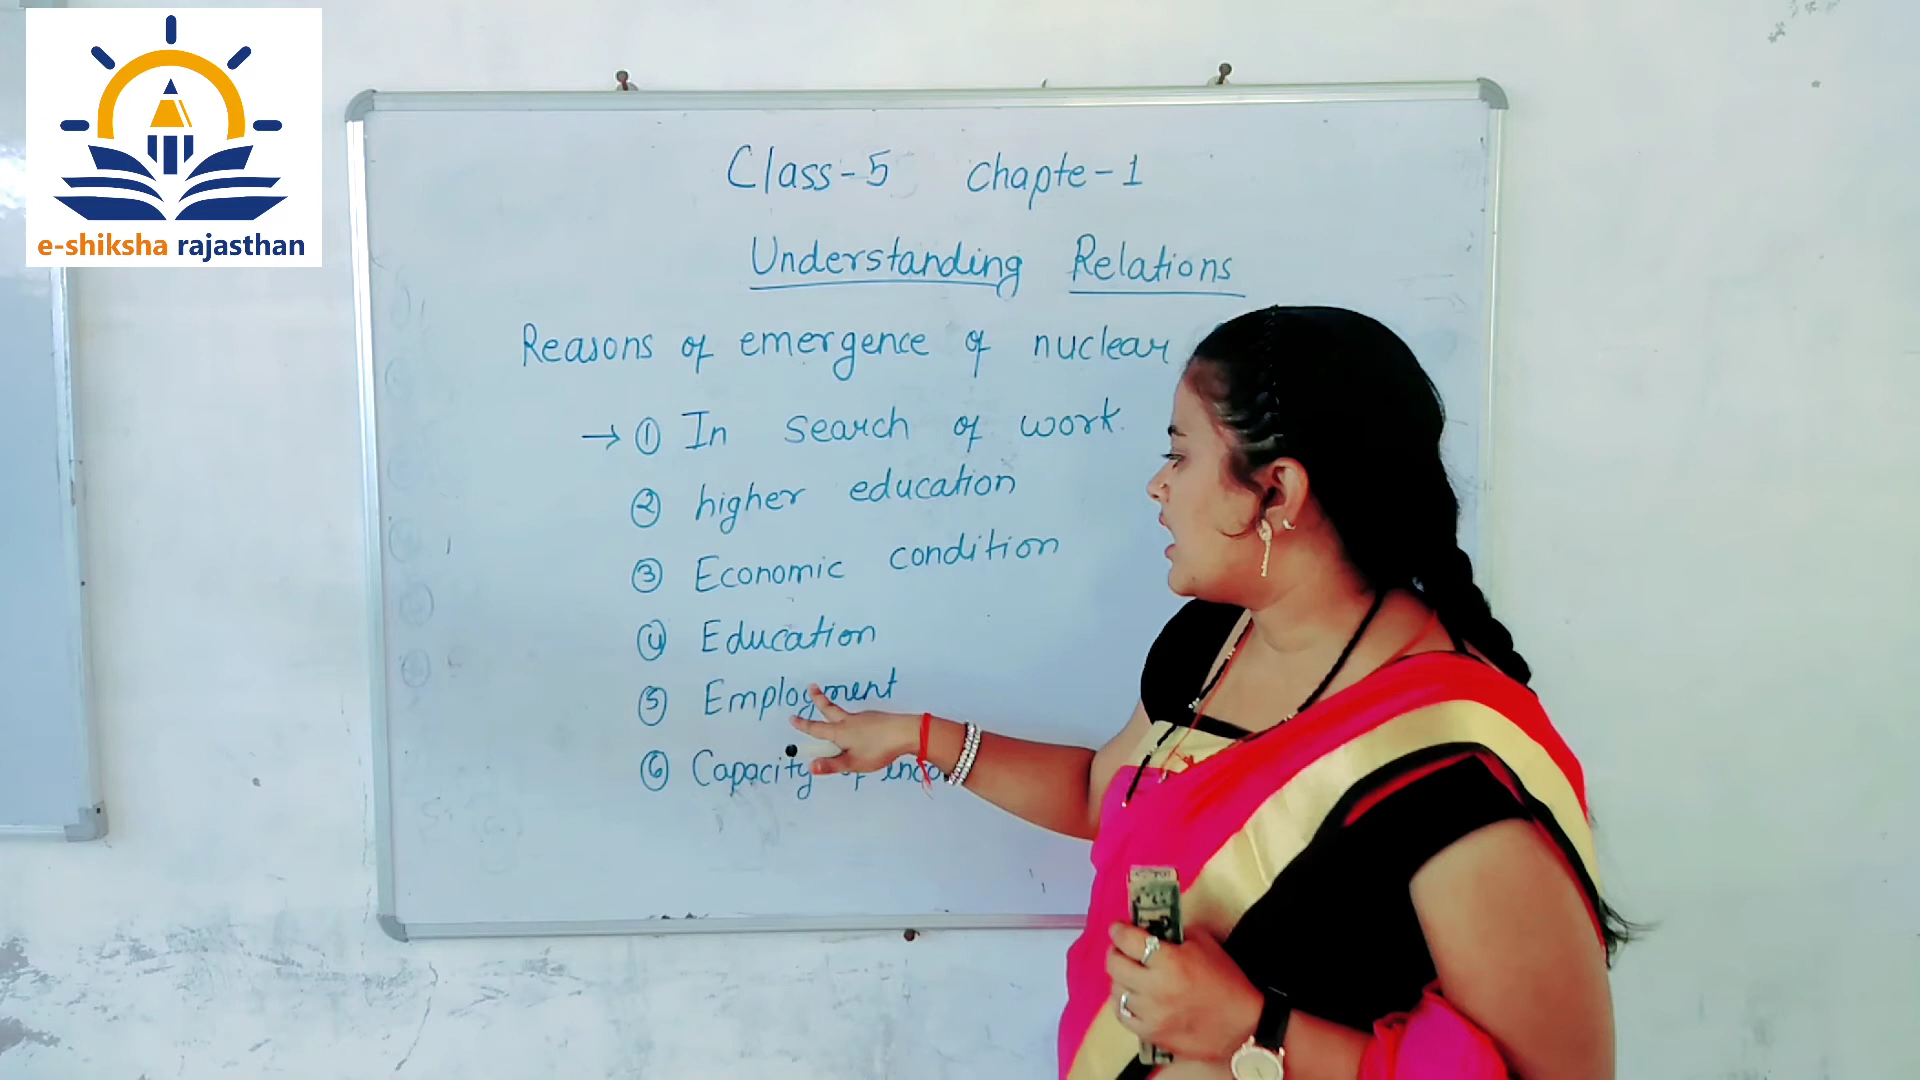 e-shiksha rajasthan
Class-5 Chapte-1
Understanding Relations
Reasons of emergence of nuclear
→ ① In search of work.
② higher education
③ Economic condition
④ Education
⑤ Employment
⑥ Capacity of